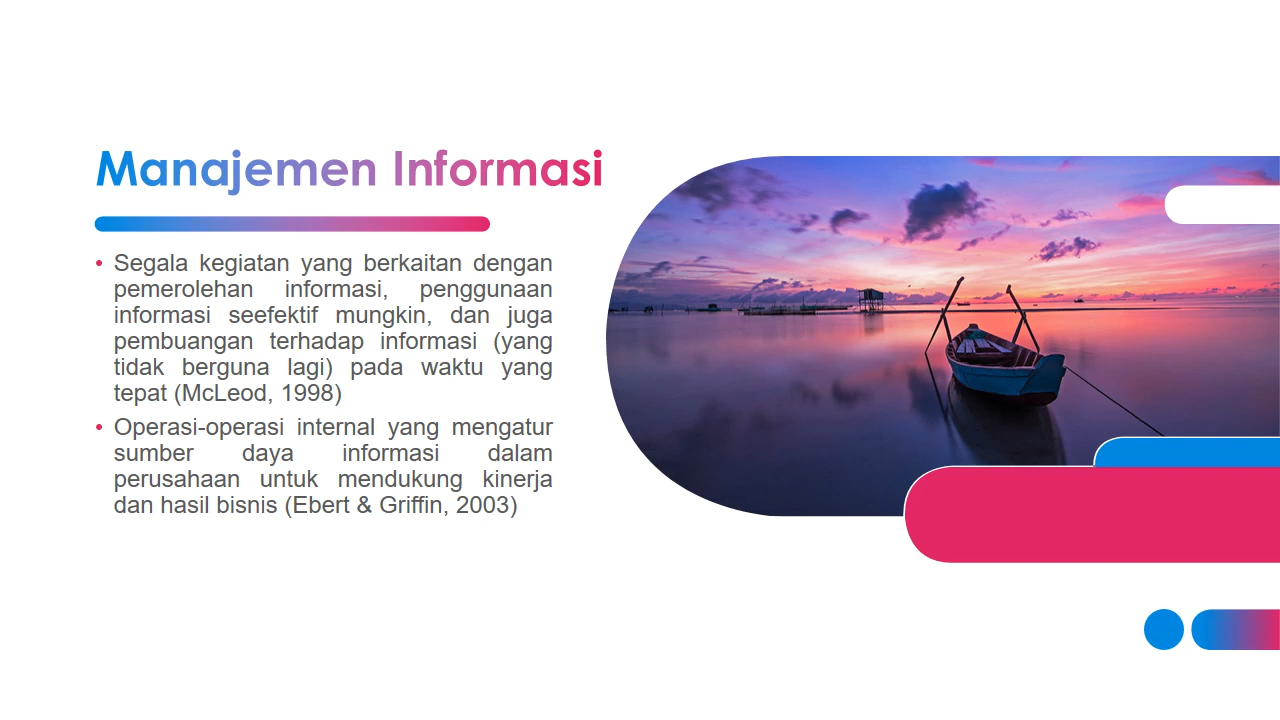 Manajemen Informasi
• Segala kegiatan yang berkaitan dengan
pemerolehan informasi, penggunaan
informasi seefektif mungkin, dan juga
pembuangan terhadap informasi (yang
tidak berguna lagi) pada waktu yang
tepat (McLeod, 1998)
• Operasi-operasi internal yang mengatur
sumber daya informasi dalam
perusahaan untuk mendukung kinerja
dan hasil bisnis (Ebert & Griffin, 2003)